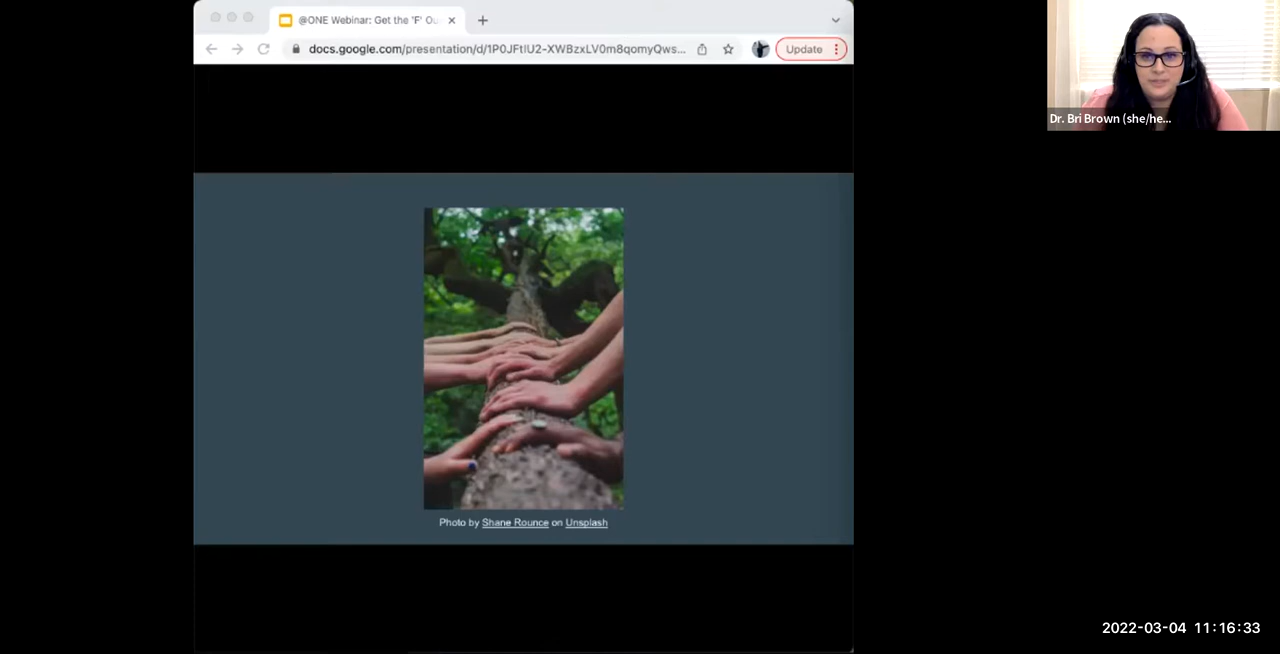 @ONE Webinar: Get the 'F' Ou
docs.google.com/presentation/d/1P0JFtIU2-XWBzxLV0m8qomyQws...
Update
Dr. Bri Brown (she/he...
Photo by Shane Rounce on Unsplash
2022-03-04 11:16:33